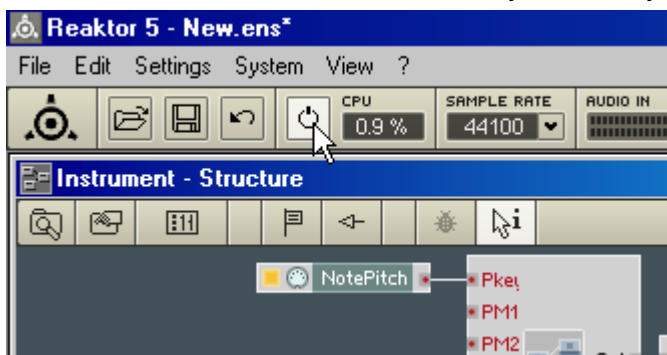 Reaktor 5 - New.ens*
File Edit Settings System View ?
CPU SAMPLE RATE AUDIO IN
0.9 % 44100
Instrument - Structure
i
NotePitch Pkey
PM1
PM2